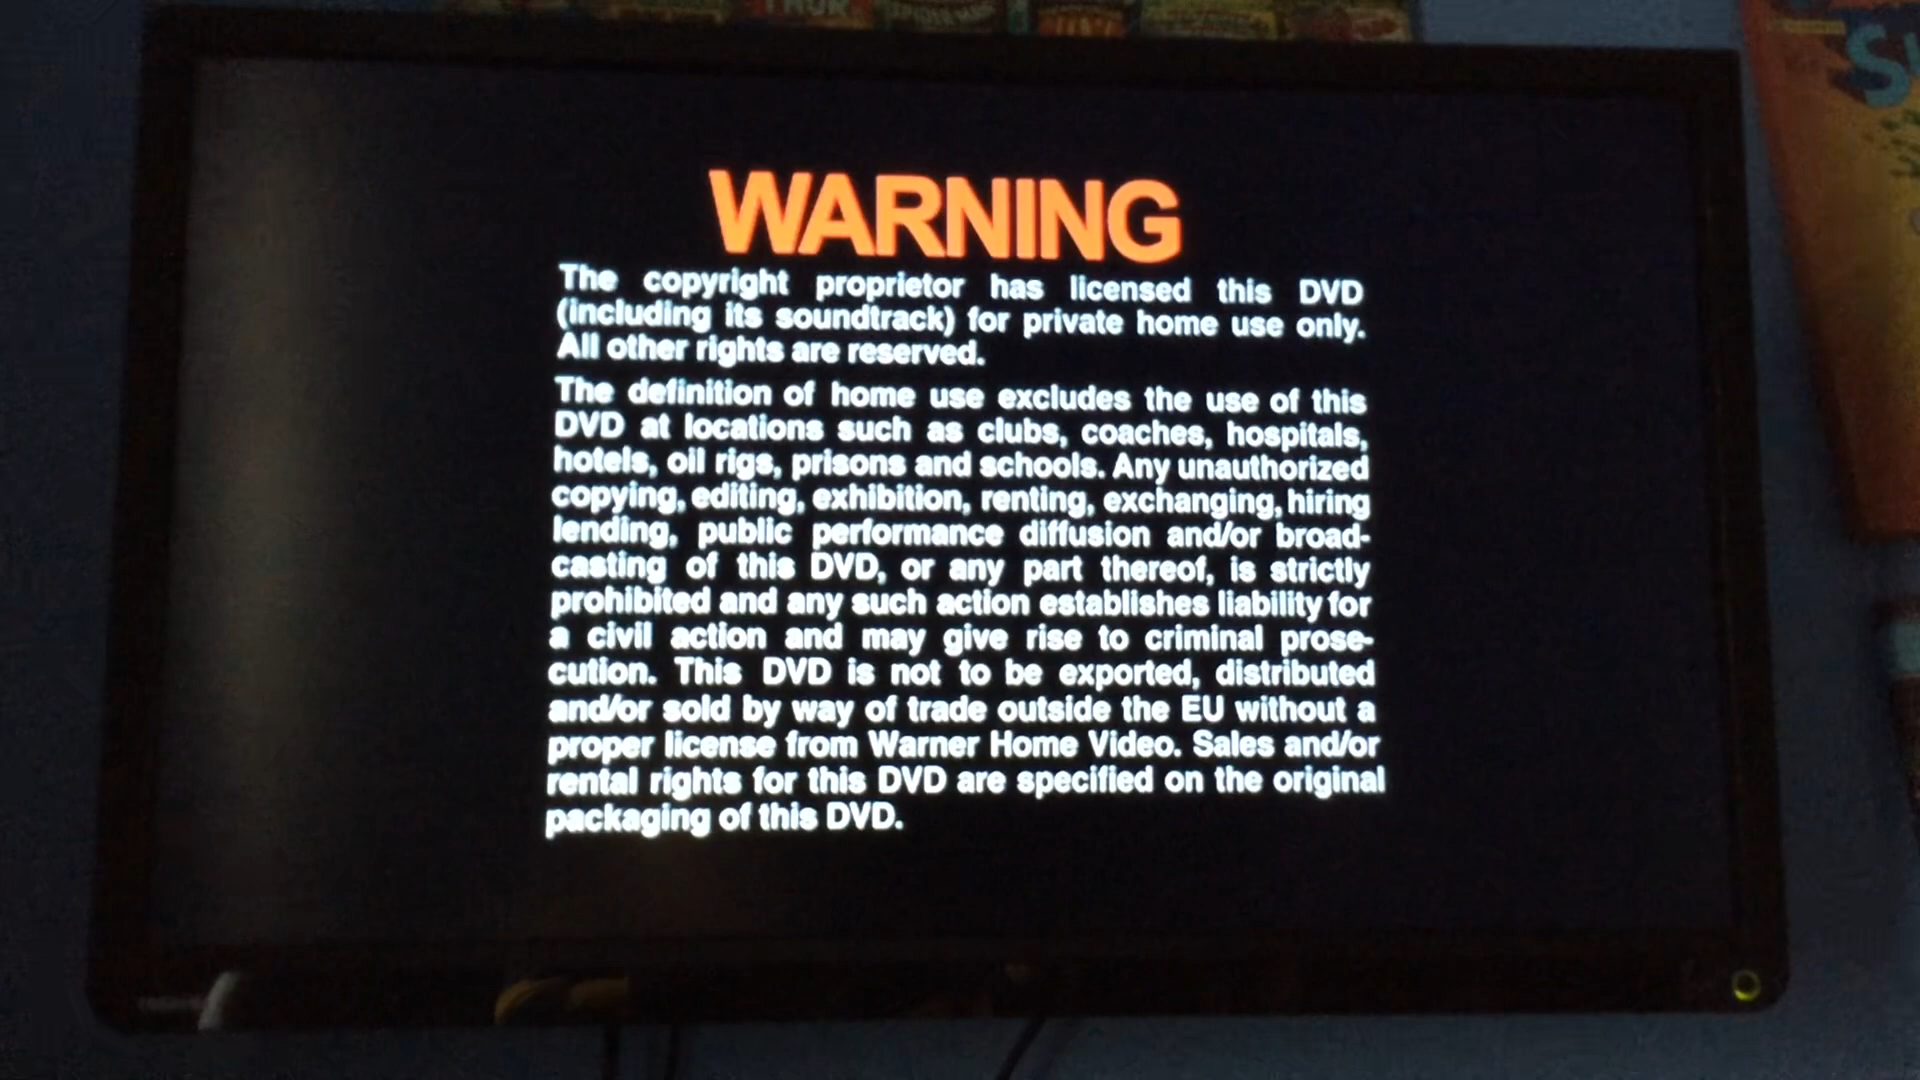 THOR
SPIDER-MAN
WARNING
The copyright proprietor has licensed this DVD
(including its soundtrack) for private home use only.
All other rights are reserved.
The definition of home use excludes the use of this
DVD at locations such as clubs, coaches, hospitals,
hotels, oil rigs, prisons and schools. Any unauthorized
copying, editing, exhibition, renting, exchanging, hiring
lending, public performance diffusion and/or broad-
casting of this DVD, or any part thereof, is strictly
prohibited and any such action establishes liability for
a civil action and may give rise to criminal prose-
cution. This DVD is not to be exported, distributed
and/or sold by way of trade outside the EU without a
proper license from Warner Home Video. Sales and/or
rental rights for this DVD are specified on the original
packaging of this DVD.